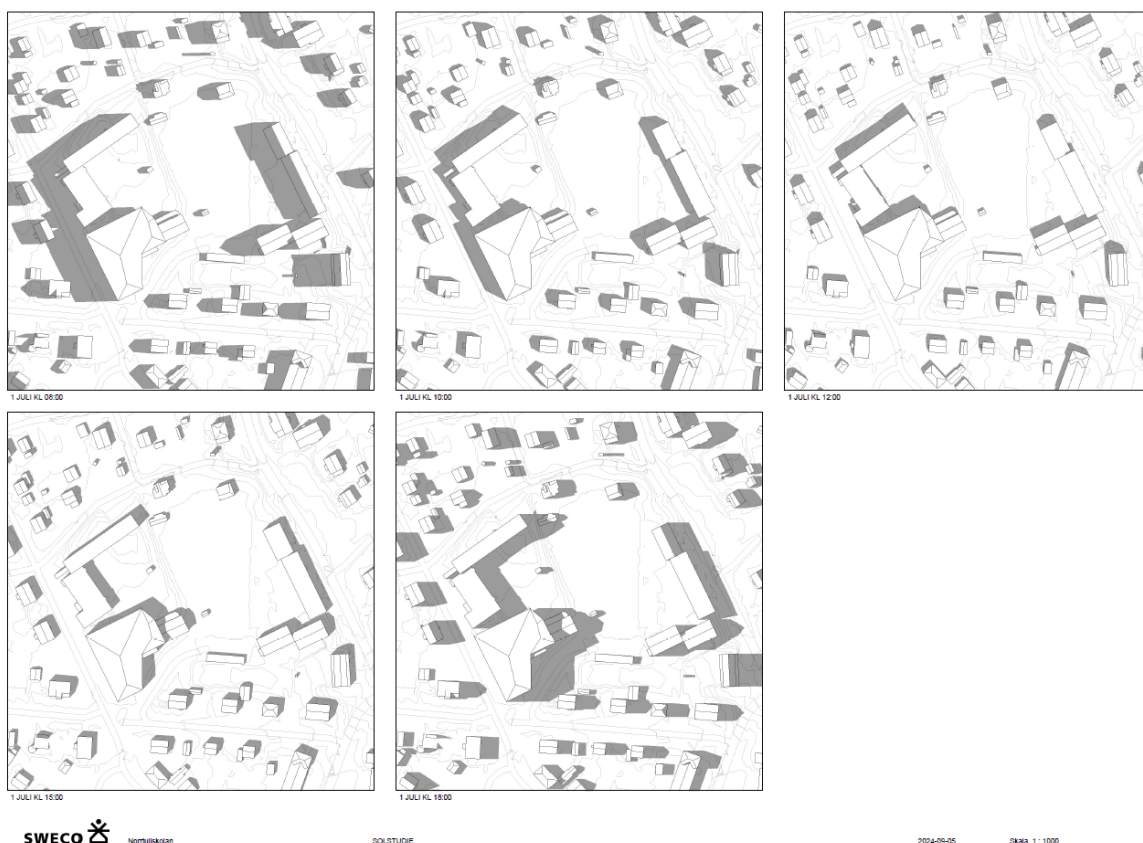 1 JULI KL 08:00
1 JULI KL 10:00
1 JULI KL 12:00
1 JULI KL 15:00
1 JULI KL 18:00
SWECO
Norrtullskolan
SOLSTUDIE
2024-09-05
Skala 1 : 1000